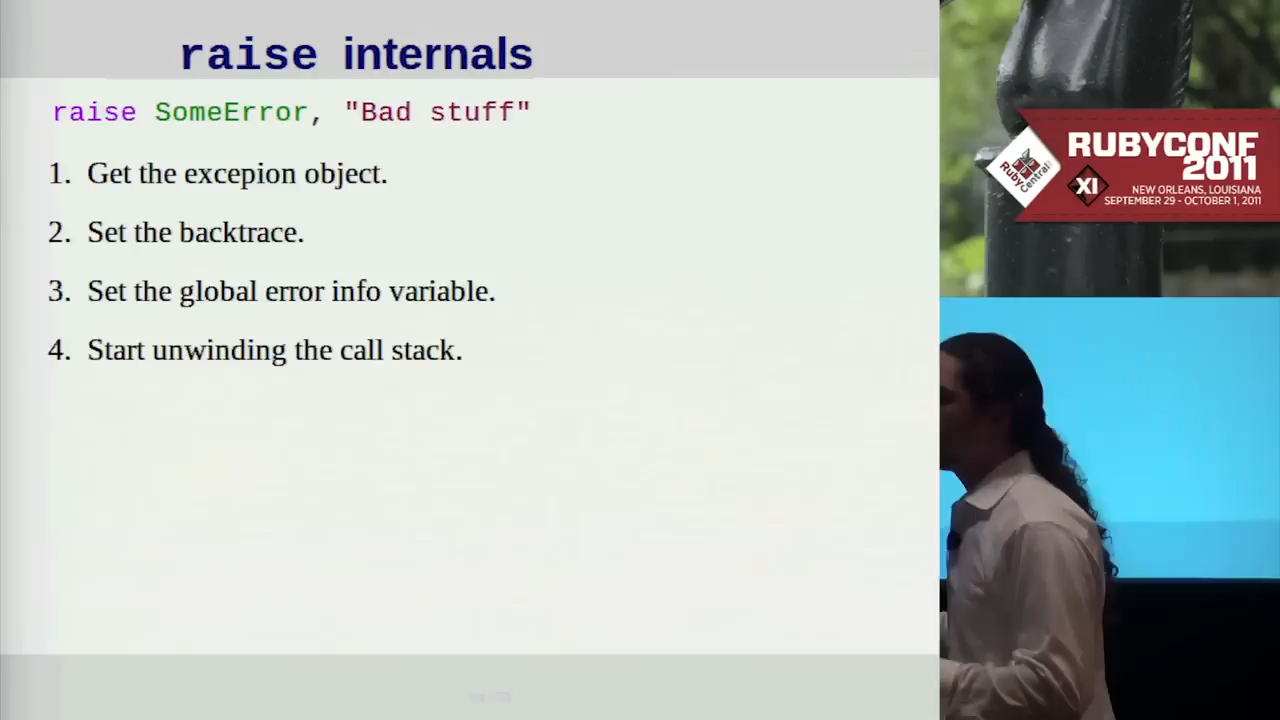 raise internals
raise SomeError, "Bad stuff"
1. Get the excepion object.
2. Set the backtrace.
3. Set the global error info variable.
4. Start unwinding the call stack.
RUBYCONF
2011
RubyCentral
XI
NEW ORLEANS, LOUISIANA
SEPTEMBER 29 - OCTOBER 1, 2011